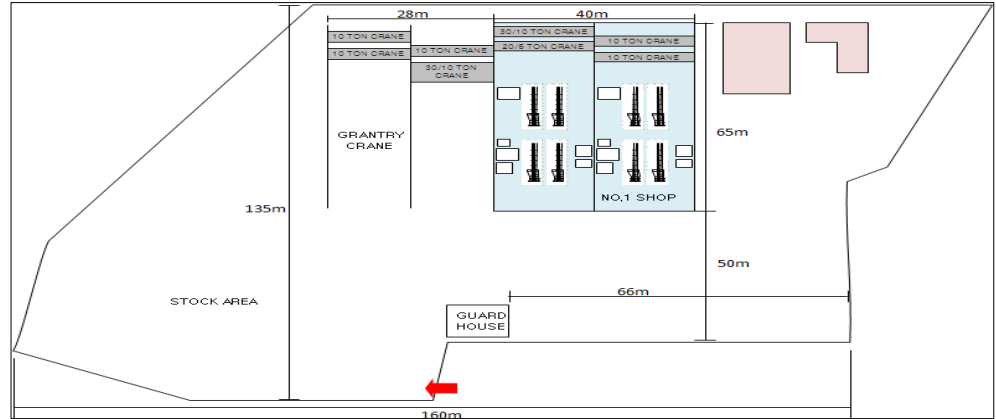 28m
40m
10 TON CRANE
10 TON CRANE
10 TON CRANE
30/10 TON
CRANE
30/10 TON CRANE
20/5 TON CRANE
10 TON CRANE
10 TON CRANE
GRANTRY
CRANE
65m
NO,1 SHOP
135m
50m
66m
STOCK AREA
GUARD
HOUSE
160m